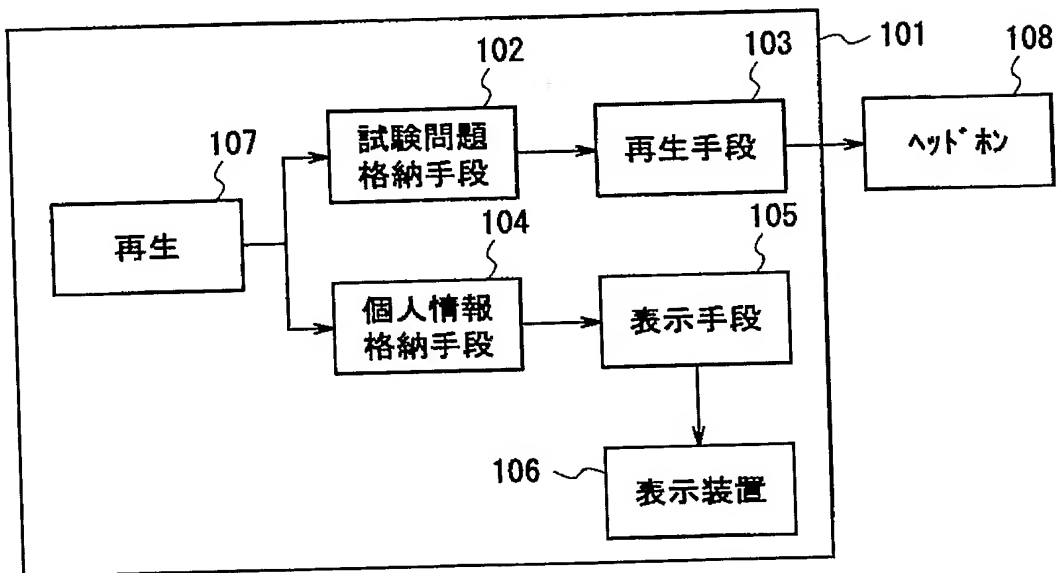 101
102
103
108
107
試験問題
格納手段
再生手段
ヘッドホン
再生
104
105
個人情報
格納手段
表示手段
106
表示装置